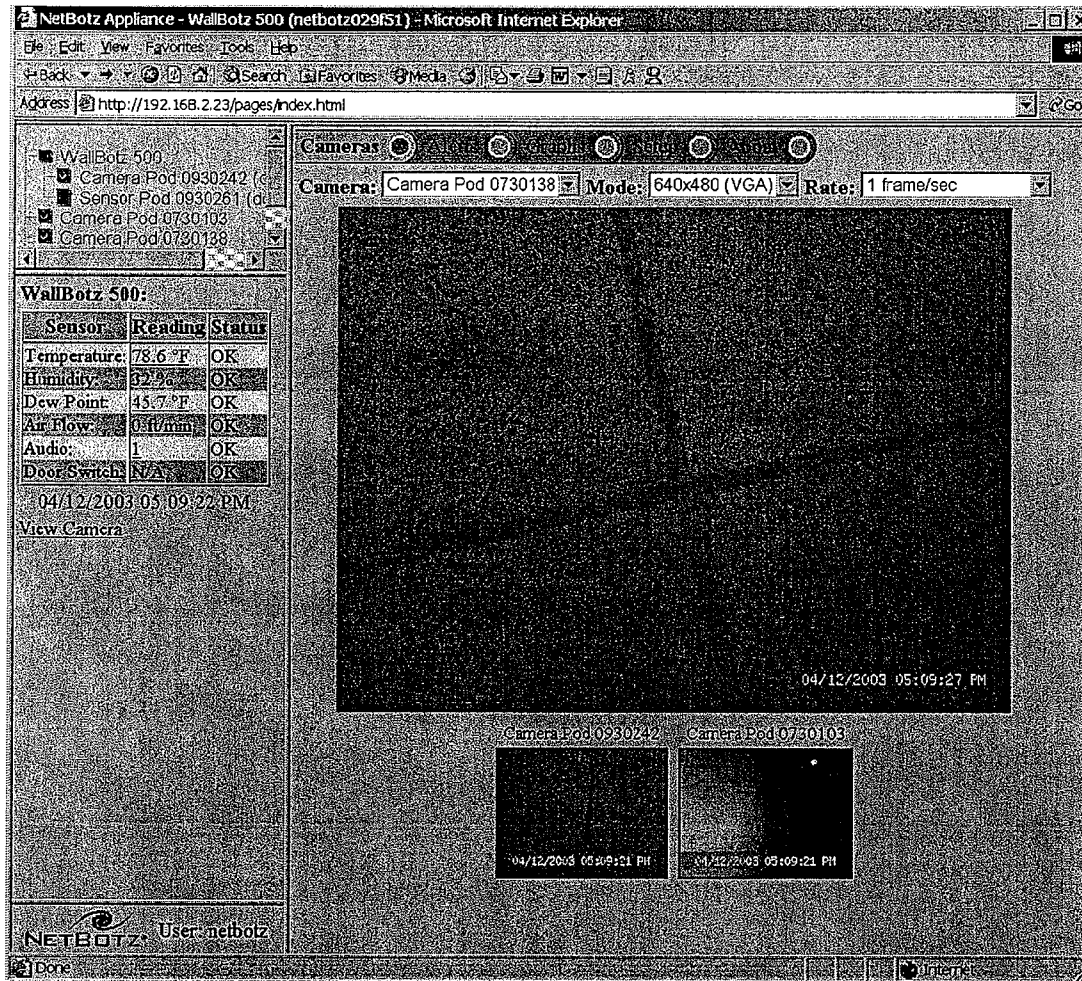 NetBotz Appliance - WallBotz 500 (netbotz029f51) - Microsoft Internet Explorer
File Edit View Favorites Tools Help
Back Search Favorites Media
Address http://192.168.2.23/pages/index.html Go
Cameras Alerts Graphs Setup About
WallBotz 500
Camera Pod 0930242 (
Sensor Pod 0930261 (
Camera Pod 0730103
Camera Pod 0730138
Camera: Camera Pod 0730138 Mode: 640x480 (VGA) Rate: 1 frame/sec
WallBotz 500:
Sensor Reading Status
Temperature: 78.6 °F OK
Humidity: 32 % OK
Dew Point: 45.7 °F OK
Air Flow: 0 ft/min OK
Audio: 1 OK
Door Switch: N/A OK
04/12/2003 05:09:22 PM
View Camera
04/12/2003 05:09:27 PM
Camera Pod 0930242 Camera Pod 0730103
04/12/2003 05:09:21 PM 04/12/2003 05:09:21 PM
NETBOTZ User: netbotz
Done Internet